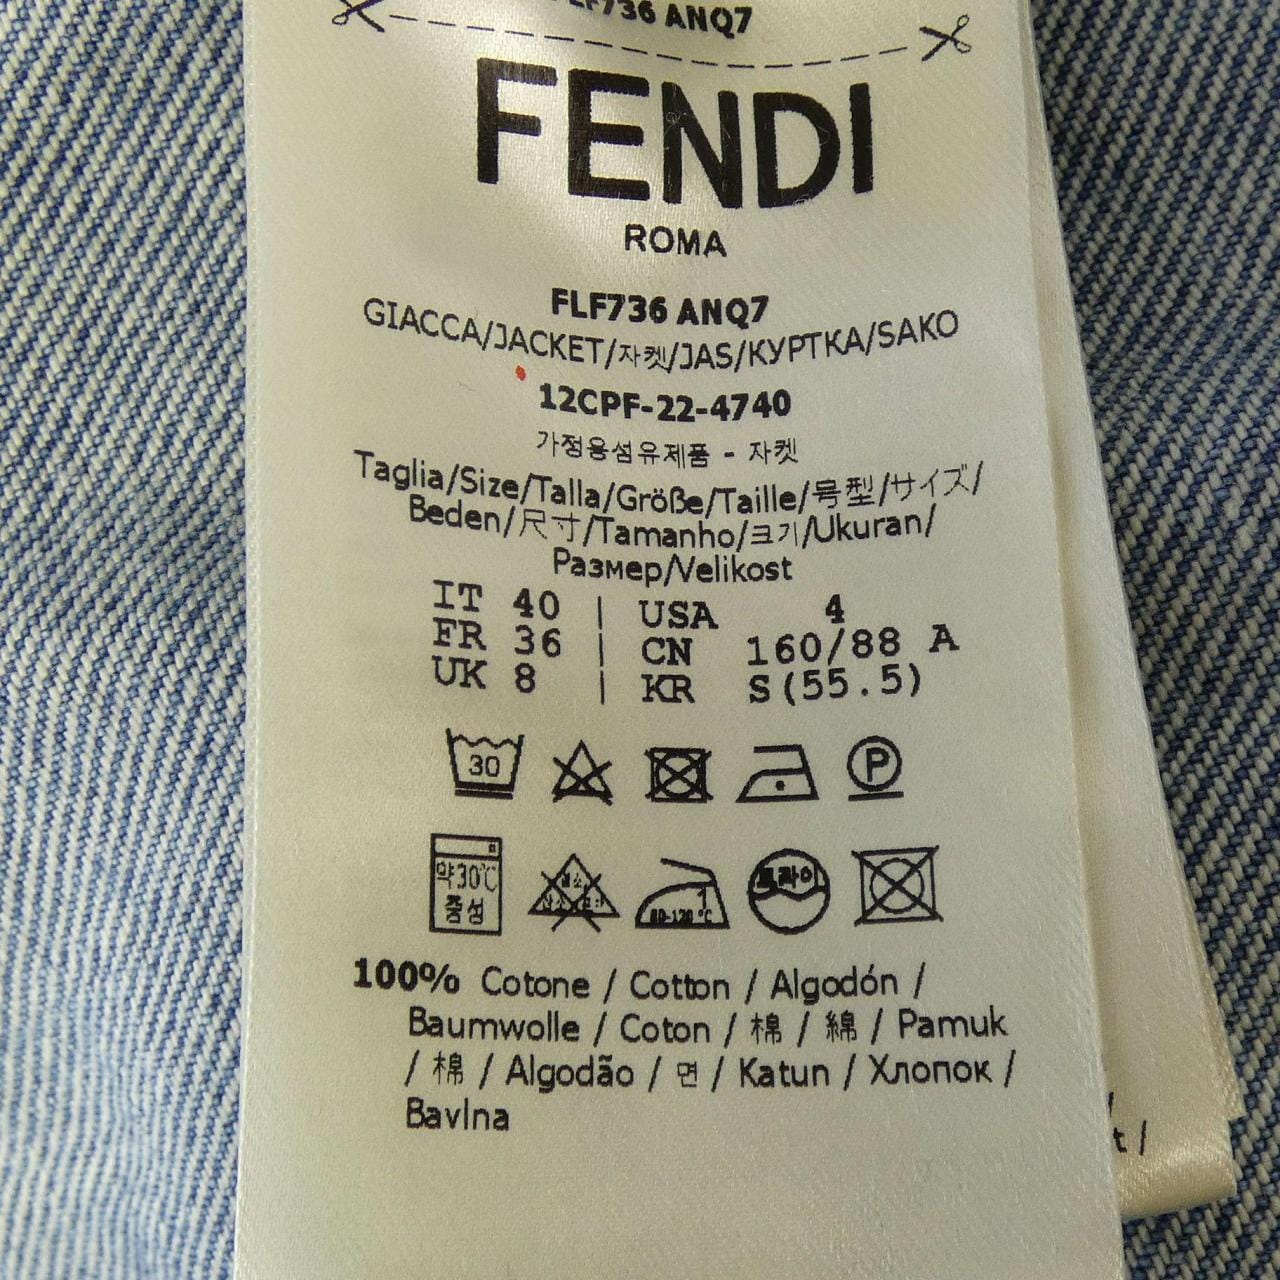 FLF736 ANQ7
FENDI
ROMA
FLF736 ANQ7
GIACCA/JACKET/자켓/JAS/КУРТКА/SAKO
12CPF-22-4740
가정용섬유제품 - 자켓
Taglia/Size/Talla/Größe/Taille/号型/サイズ/
Beden/尺寸/Tamanho/크기/Ukuran/
Размер/Velikost
IT 40 | USA 4
FR 36 | CN 160/88 A
UK 8 | KR S(55.5)
30 P
약30℃
중성
드라이
100% Cotone / Cotton / Algodón /
Baumwolle / Coton / 棉 / 綿 / Pamuk
/ 棉 / Algodão / 면 / Katun / Хлопок /
Bavlna
t /